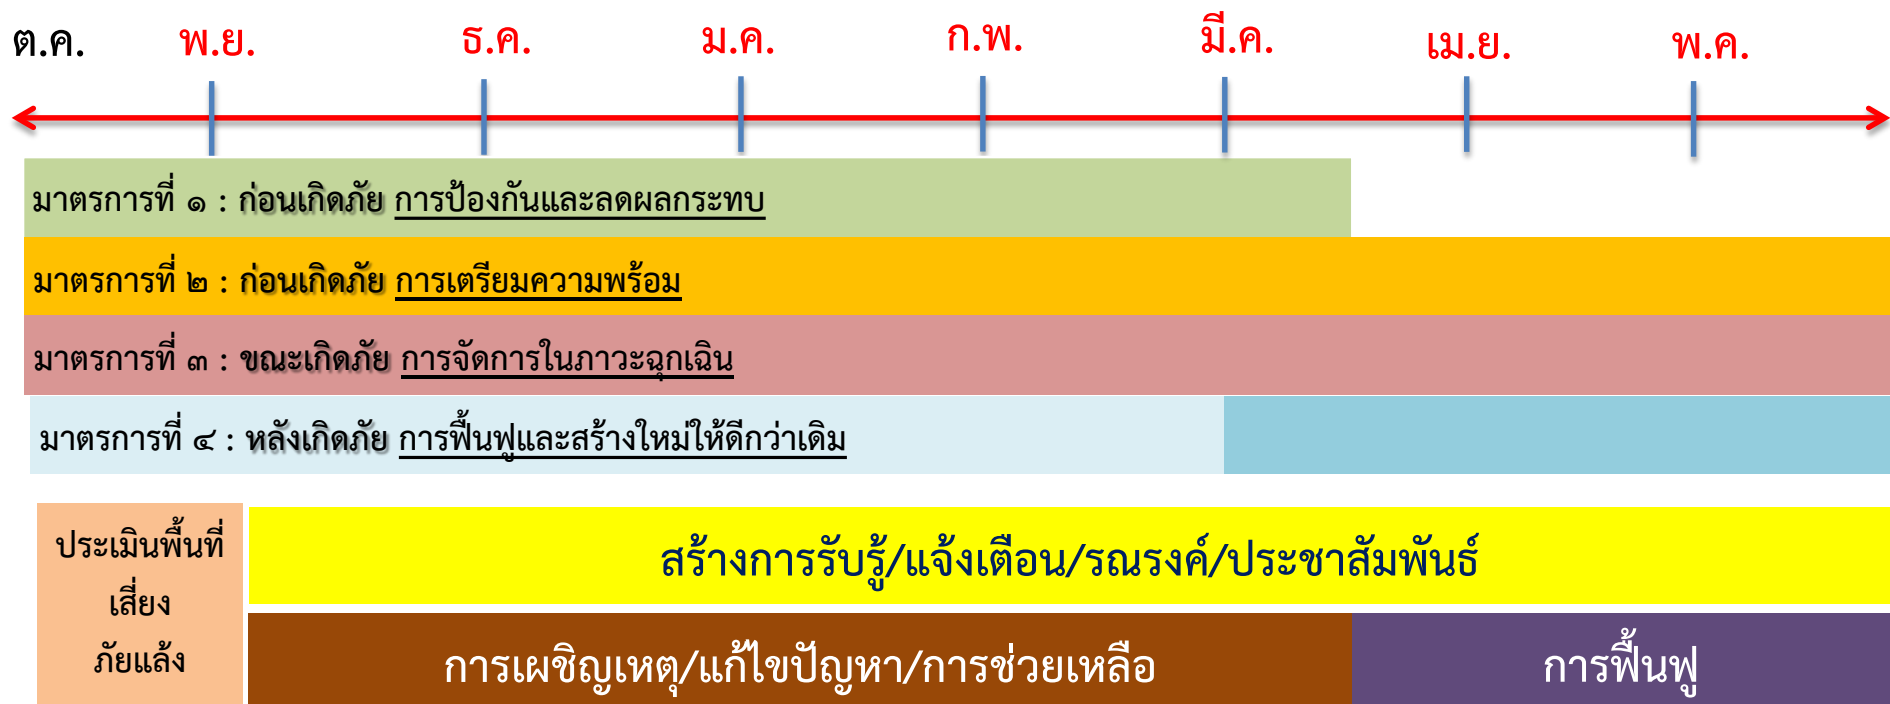 ต.ค. พ.ย. ธ.ค. ม.ค. ก.พ. มี.ค. เม.ย. พ.ค.
มาตรการที่ ๑ : ก่อนเกิดภัย การป้องกันและลดผลกระทบ
มาตรการที่ ๒ : ก่อนเกิดภัย การเตรียมความพร้อม
มาตรการที่ ๓ : ขณะเกิดภัย การจัดการในภาวะฉุกเฉิน
มาตรการที่ ๔ : หลังเกิดภัย การฟื้นฟูและสร้างใหม่ให้ดีกว่าเดิม
ประเมินพื้นที่
เสี่ยง
ภัยแล้ง
สร้างการรับรู้/แจ้งเตือน/รณรงค์/ประชาสัมพันธ์
การเผชิญเหตุ/แก้ไขปัญหา/การช่วยเหลือ
การฟื้นฟู